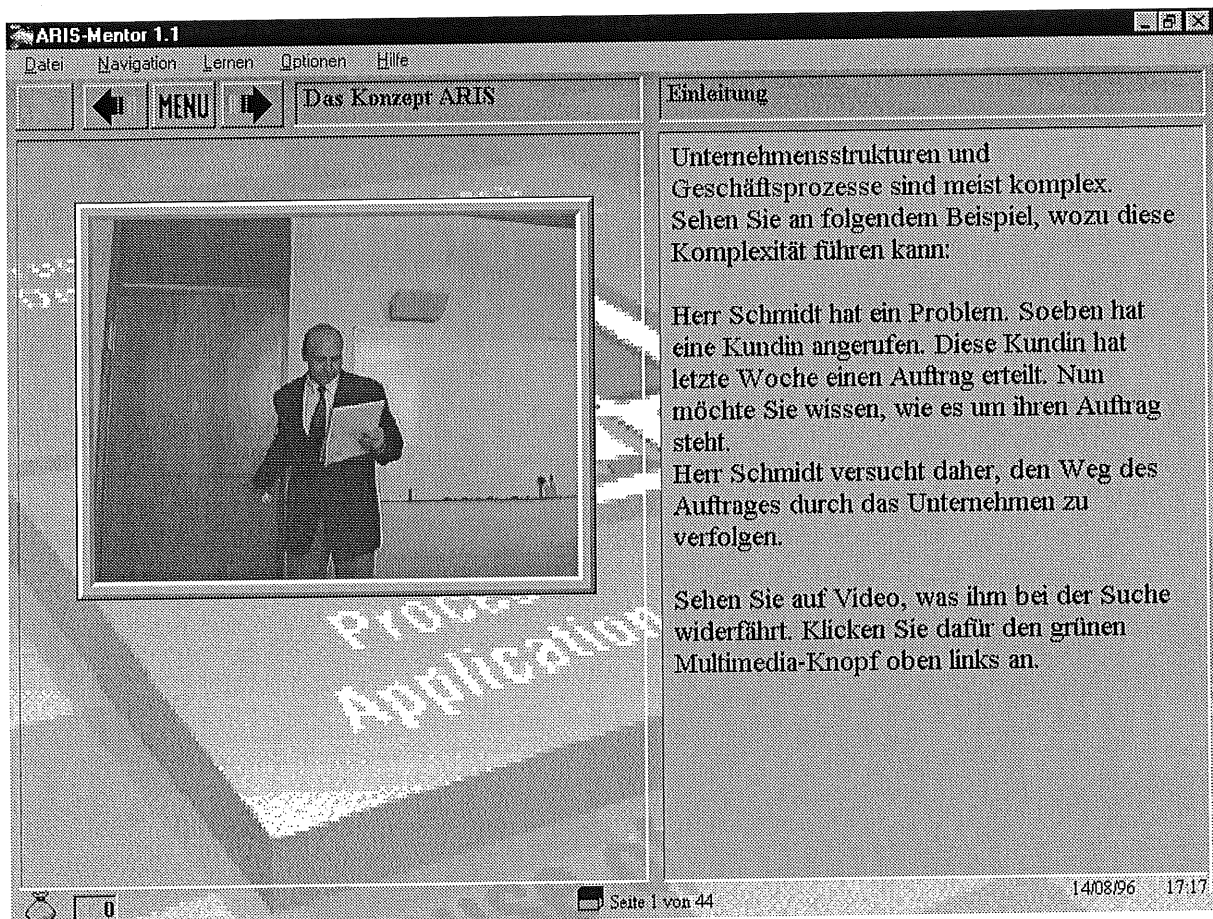 ARIS-Mentor 1.1
Datei Navigation Lernen Optionen Hilfe
MENU
Das Konzept ARIS
Einleitung
Unternehmensstrukturen und
Geschäftsprozesse sind meist komplex.
Sehen Sie an folgendem Beispiel, wozu diese
Komplexität führen kann:
Herr Schmidt hat ein Problem. Soeben hat
eine Kundin angerufen. Diese Kundin hat
letzte Woche einen Auftrag erteilt. Nun
möchte Sie wissen, wie es um ihren Auftrag
steht.
Herr Schmidt versucht daher, den Weg des
Auftrages durch das Unternehmen zu
verfolgen.
Sehen Sie auf Video, was ihm bei der Suche
widerfährt. Klicken Sie dafür den grünen
Multimedia-Knopf oben links an.
Application
0
Seite 1 von 44
14/08/96 17:17